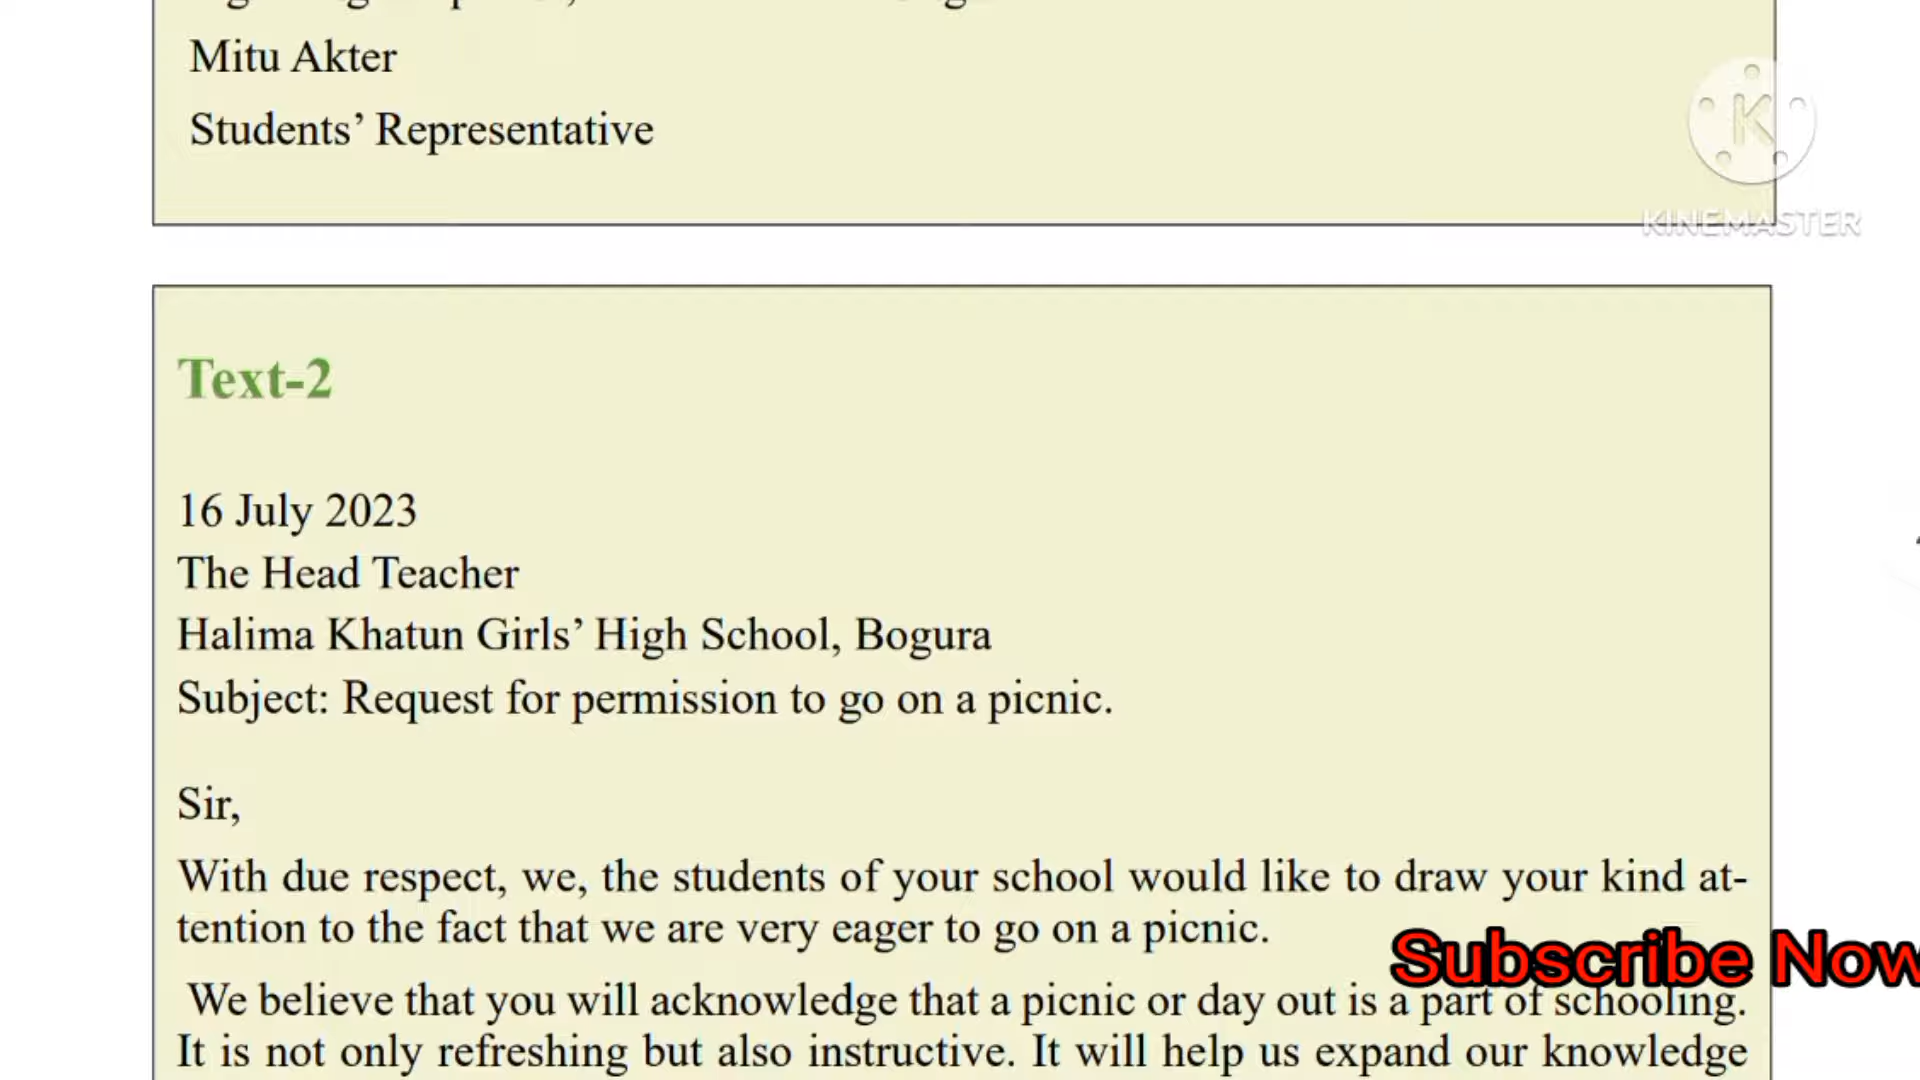 Mitu Akter
Students’ Representative
KINEMASTER
Text-2
16 July 2023
The Head Teacher
Halima Khatun Girls’ High School, Bogura
Subject: Request for permission to go on a picnic.
Sir,
With due respect, we, the students of your school would like to draw your kind at-
tention to the fact that we are very eager to go on a picnic.
Subscribe Now
We believe that you will acknowledge that a picnic or day out is a part of schooling.
It is not only refreshing but also instructive. It will help us expand our knowledge